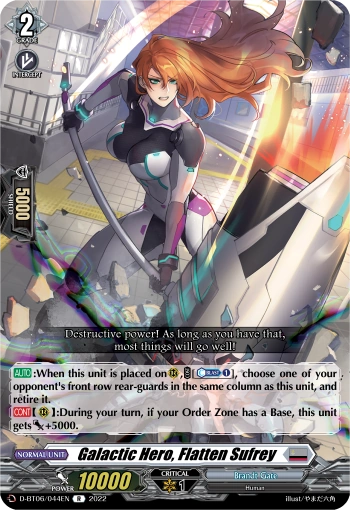 2
GRADE
INTERCEPT
5000
SHIELD
Destructive power! As long as you have that,
most things will go well!
AUTO:When this unit is placed on , [BLAST 1], choose one of your
opponent's front row rear-guards in the same column as this unit, and
retire it.
CONT[ ]:During your turn, if your Order Zone has a Base, this unit
gets +5000.
NORMAL UNIT
Galactic Hero, Flatten Sufrey
POWER 10000
CRITICAL
1
Brandt Gate
Human
D-BT06/044EN R 2022
illust/やまだ六角